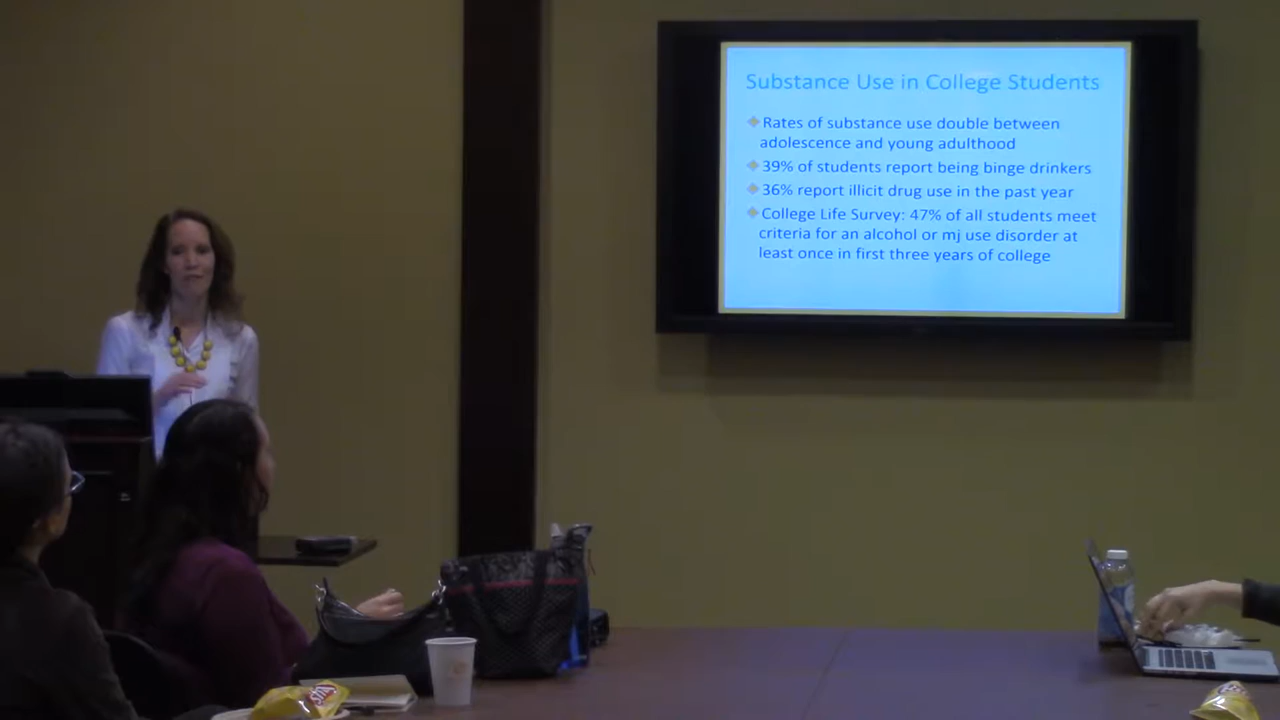 Substance Use in College Students
Rates of substance use double between
adolescence and young adulthood
39% of students report being binge drinkers
36% report illicit drug use in the past year
College Life Survey: 47% of all students meet
criteria for an alcohol or mj use disorder at
least once in first three years of college